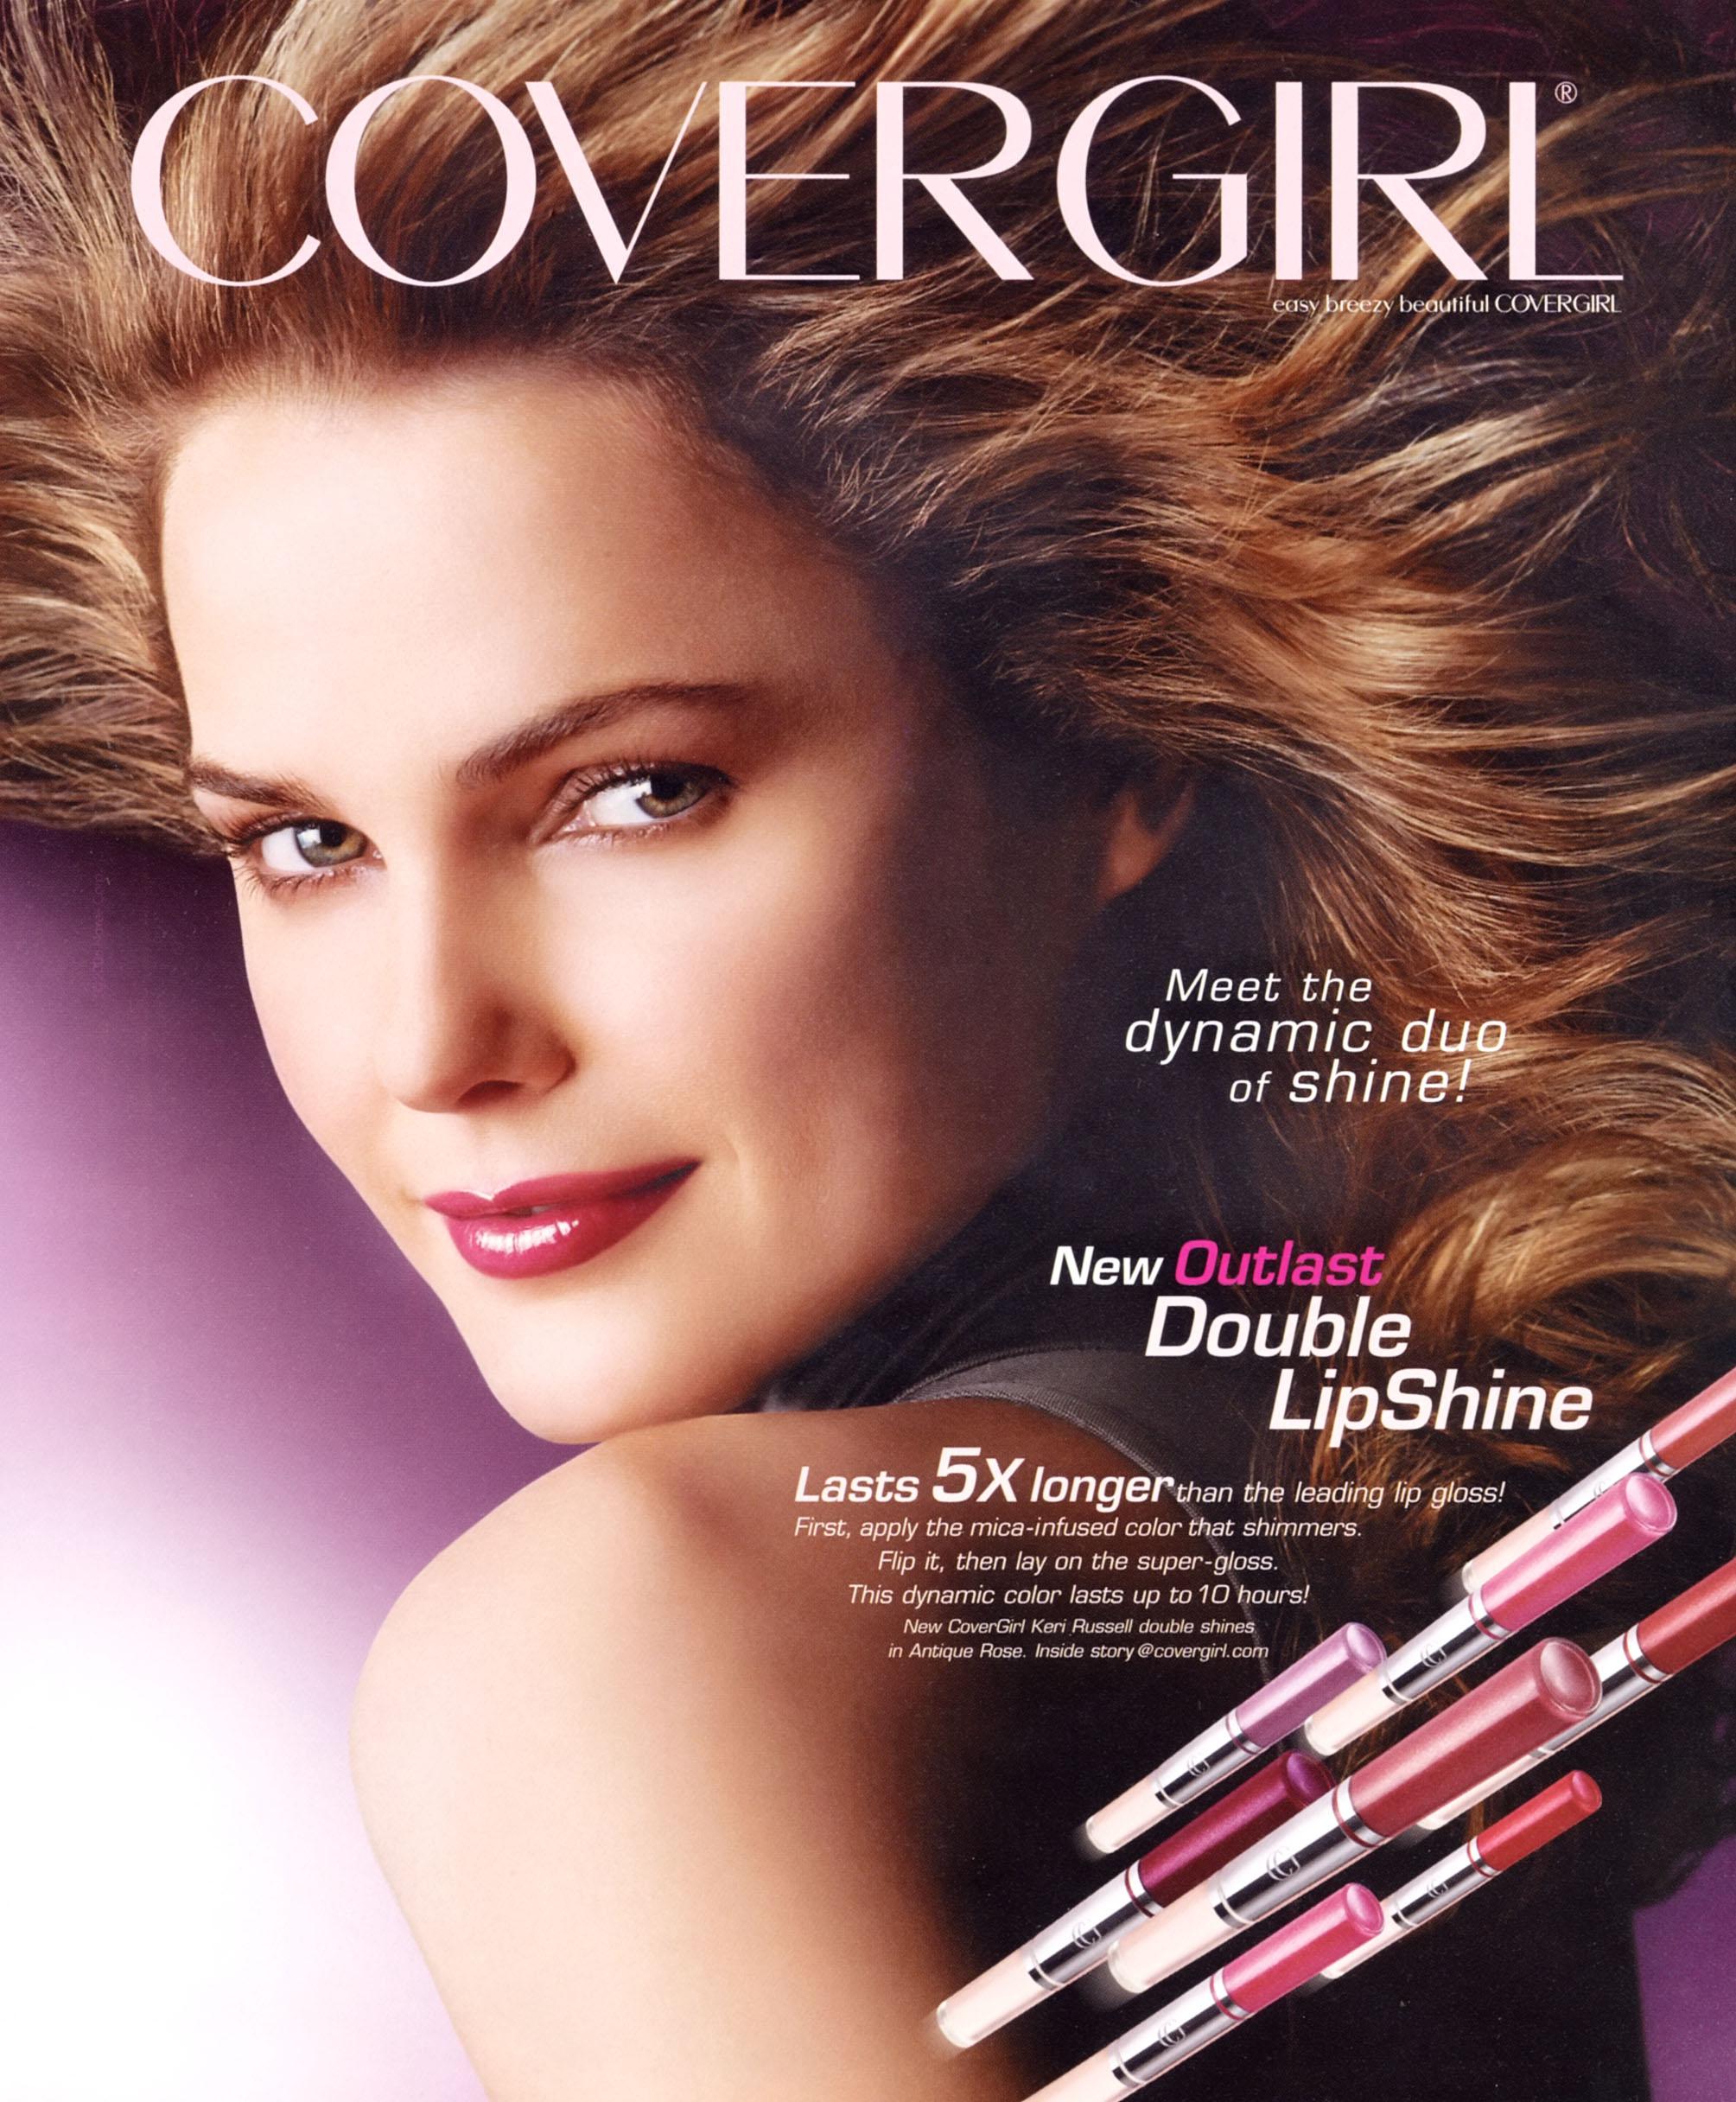 COVERGIRL®
easy breezy beautiful COVERGIRL
Meet the
dynamic duo
of shine!
New Outlast
Double
LipShine
Lasts 5X longer than the leading lip gloss!
First, apply the mica-infused color that shimmers.
Flip it, then lay on the super-gloss.
This dynamic color lasts up to 10 hours!
New CoverGirl Keri Russell double shines
in Antique Rose. Inside story@covergirl.com